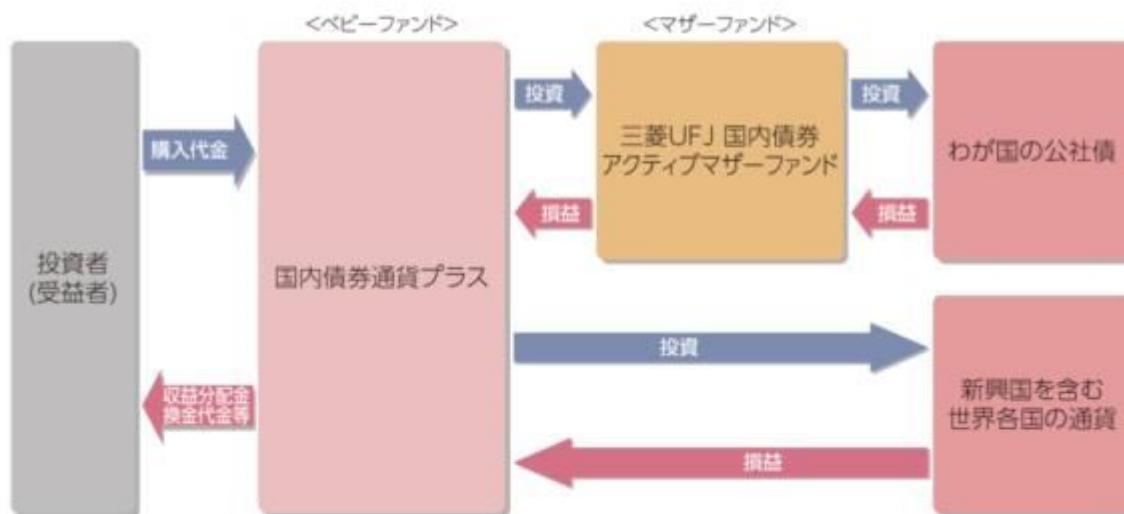 <ベビーファンド>
<マザーファンド>
投資者
(受益者)
購入代金
収益分配金
換金代金等
国内債券通貨プラス
投資
損益
三菱UFJ 国内債券
アクティブマザーファンド
投資
損益
わが国の公社債
投資
損益
新興国を含む
世界各国の通貨